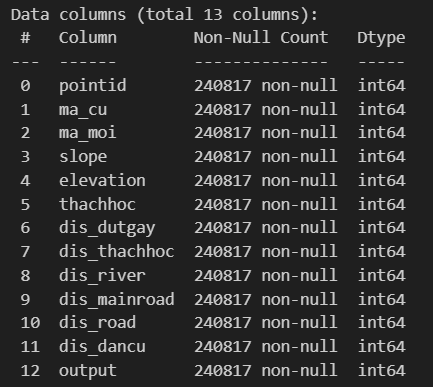 Data columns (total 13 columns):
 #   Column        Non-Null Count   Dtype
---  ------        --------------   -----
 0   pointid       240817 non-null  int64
 1   ma_cu         240817 non-null  int64
 2   ma_moi        240817 non-null  int64
 3   slope         240817 non-null  int64
 4   elevation     240817 non-null  int64
 5   thachhoc      240817 non-null  int64
 6   dis_dutgay    240817 non-null  int64
 7   dis_thachhoc  240817 non-null  int64
 8   dis_river     240817 non-null  int64
 9   dis_mainroad  240817 non-null  int64
 10  dis_road      240817 non-null  int64
 11  dis_dancu     240817 non-null  int64
 12  output        240817 non-null  int64